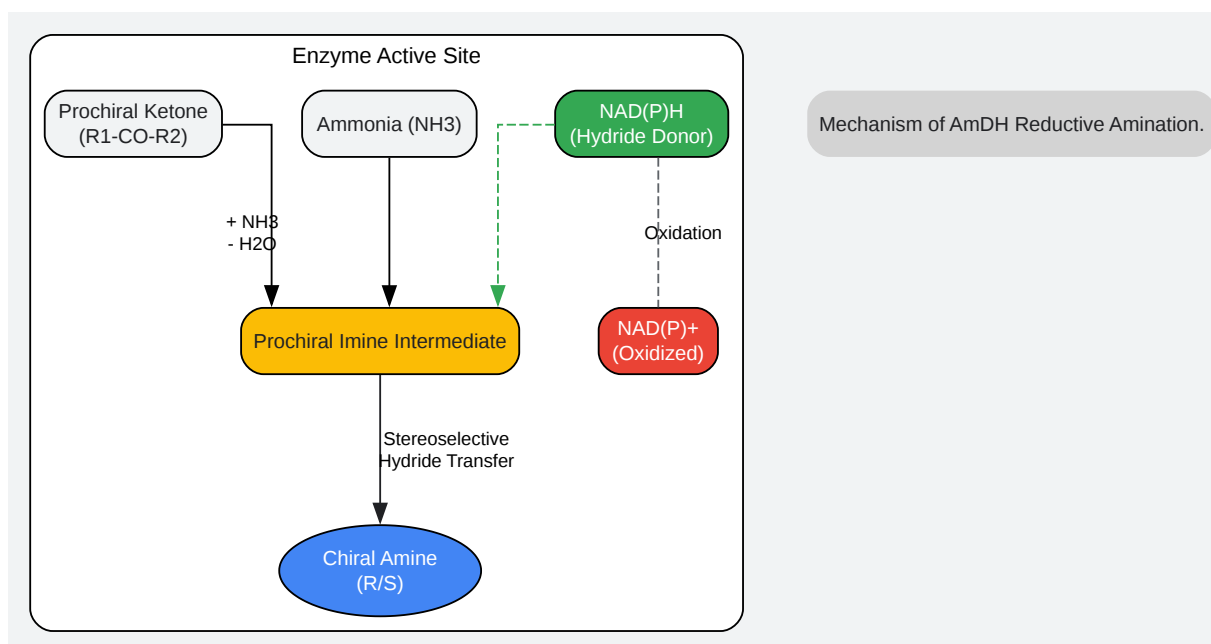 Enzyme Active Site
Prochiral Ketone
(R1-CO-R2)
Ammonia (NH3)
NAD(P)H
(Hydride Donor)
Mechanism of AmDH Reductive Amination.
+ NH3
- H2O
Oxidation
Prochiral Imine Intermediate
NAD(P)+
(Oxidized)
Stereoselective
Hydride Transfer
Chiral Amine
(R/S)